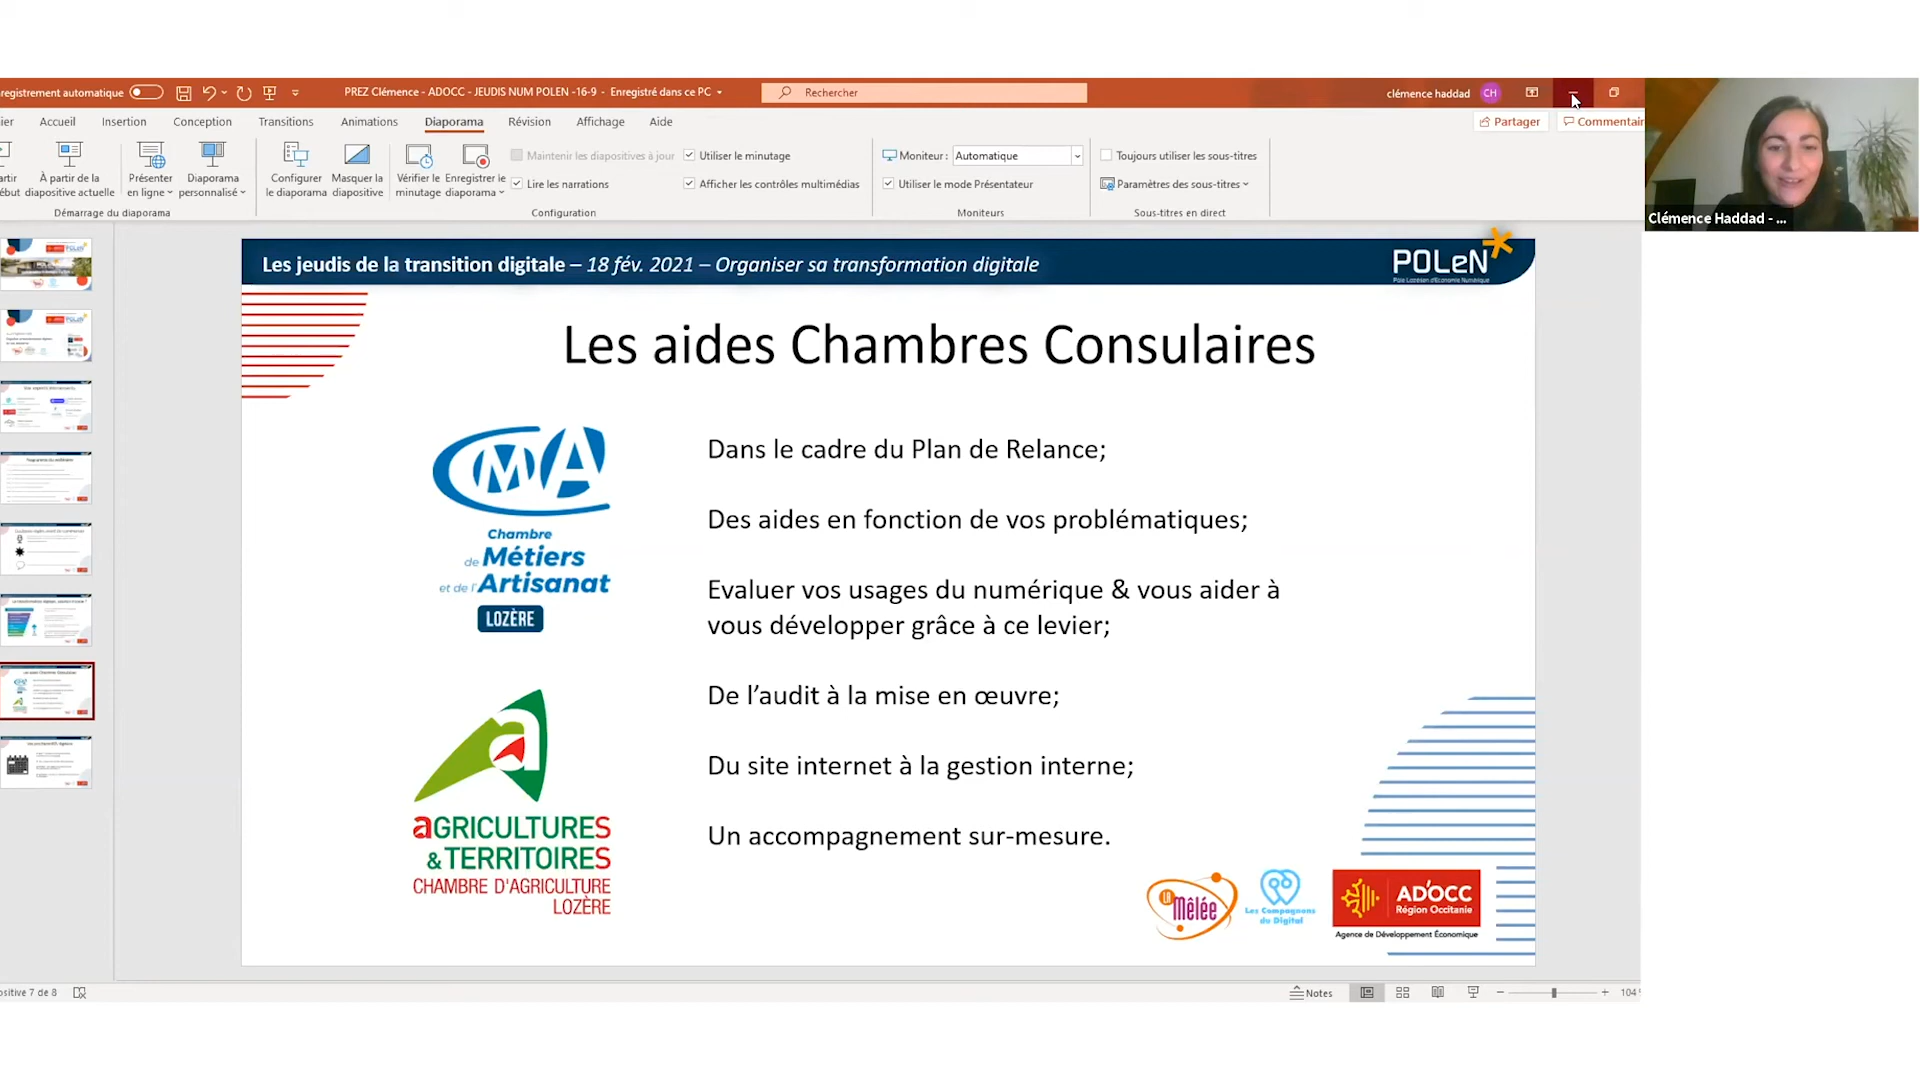 registrement automatique
PREZ Clémence - ADOCC - JEUDIS NUM POLEN -16-9 - Enregistré dans ce PC
Rechercher
clémence haddad
CH
Accueil
Insertion
Conception
Transitions
Animations
Diaporama
Révision
Affichage
Aide
Partager
Commentair
À partir de la
diapositive actuelle
Présenter
en ligne
Diaporama
personnalisé
Démarrage du diaporama
Configurer
le diaporama
Masquer la
diapositive
Vérifier le
minutage
Enregistrer le
diaporama
Maintenir les diapositives à jour
Lire les narrations
Utiliser le minutage
Afficher les contrôles multimédias
Configuration
Moniteur :
Automatique
Utiliser le mode Présentateur
Moniteurs
Toujours utiliser les sous-titres
Paramètres des sous-titres
Sous-titres en direct
Clémence Haddad - ...
Les jeudis de la transition digitale – 18 fév. 2021 – Organiser sa transformation digitale
POLeN
Pôle Lozérien d'Economie Numérique
Les aides Chambres Consulaires
CMA
Chambre
de Métiers
et de l'Artisanat
LOZÈRE
Dans le cadre du Plan de Relance;
Des aides en fonction de vos problématiques;
Evaluer vos usages du numérique & vous aider à
vous développer grâce à ce levier;
De l’audit à la mise en œuvre;
Du site internet à la gestion interne;
Un accompagnement sur-mesure.
aGRICULTURES
& TERRITOIRES
CHAMBRE D'AGRICULTURE
LOZÈRE
LA
Mêlée
Les Compagnons
du Digital
AD'OCC
Région Occitanie
Agence de Développement Économique
ositive 7 de 8
Notes
104